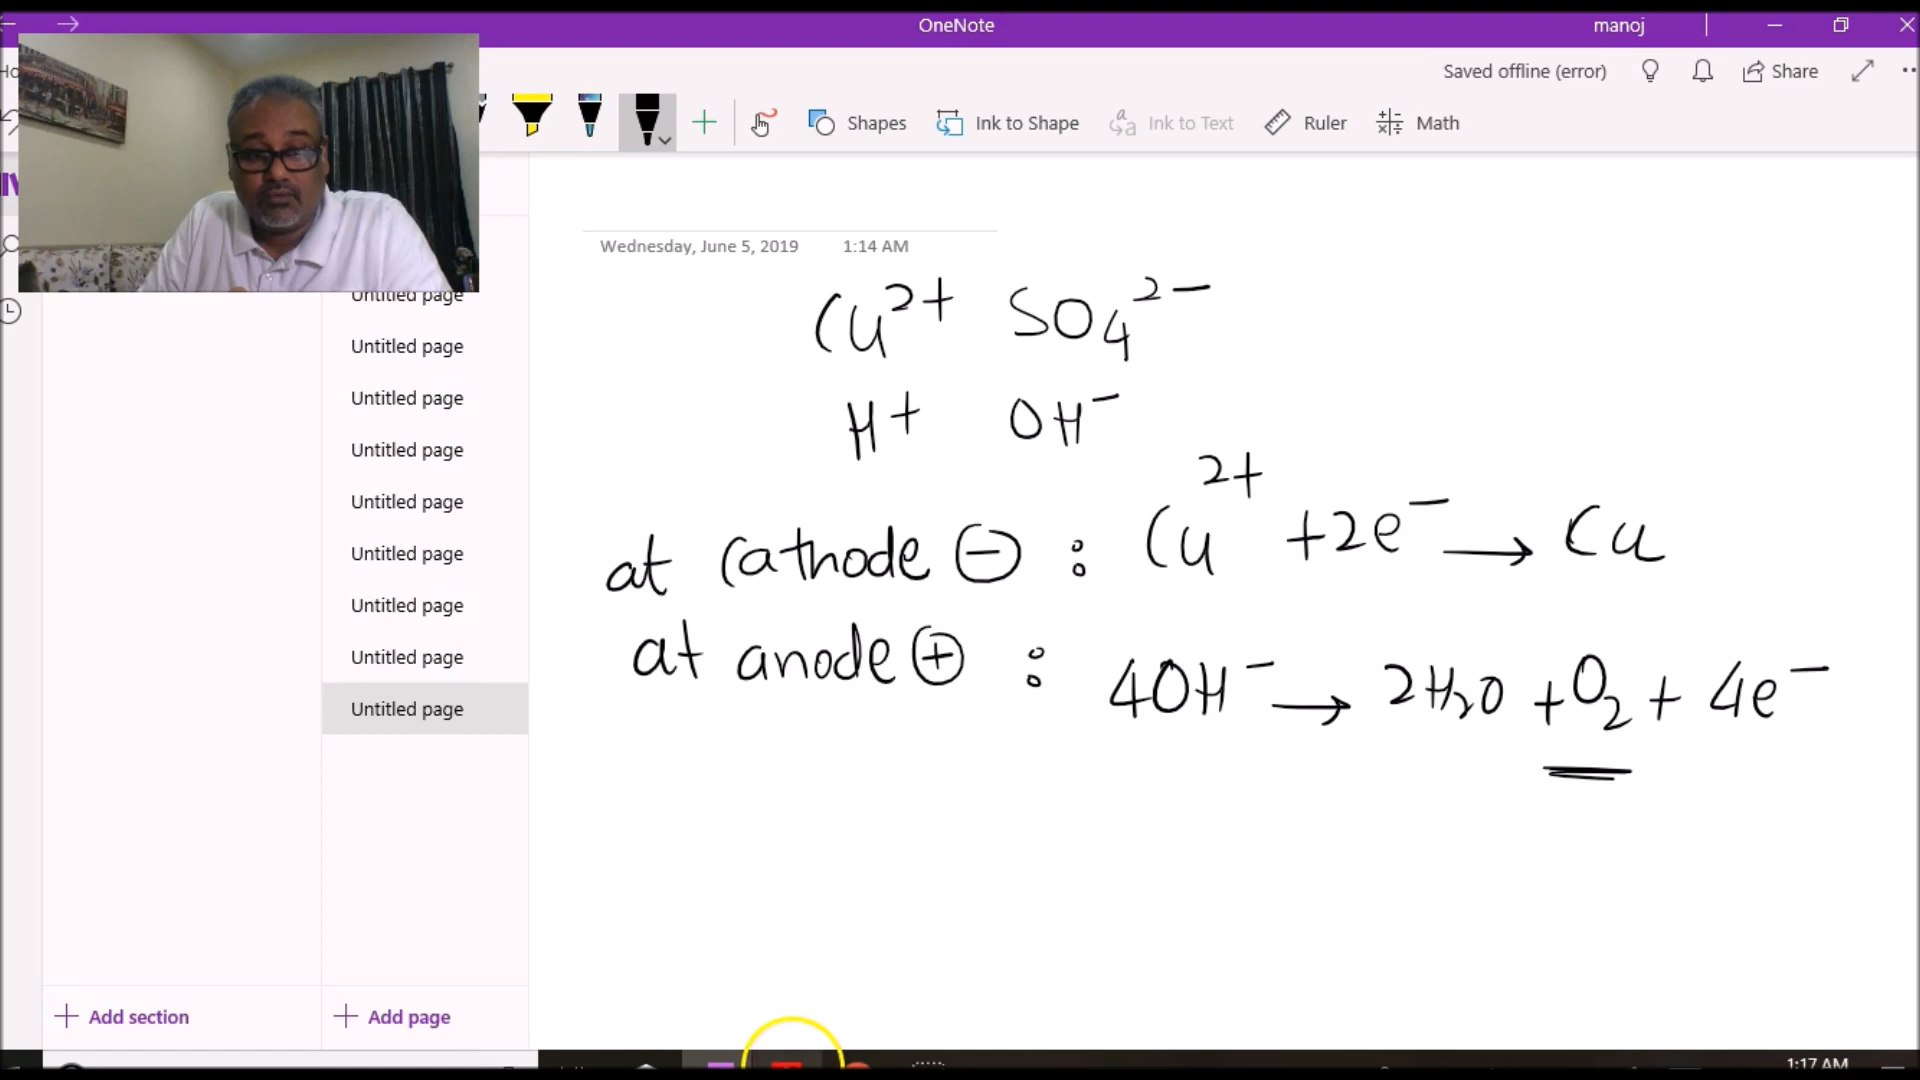 OneNote
manoj
Saved offline (error)
Share
Shapes
Ink to Shape
Ink to Text
Ruler
Math
Wednesday, June 5, 2019 1:14 AM
Cu²⁺ SO₄²⁻
H⁺ OH⁻
at cathode ⊖ : Cu²⁺ + 2e⁻ → Cu
at anode ⊕ : 4OH⁻ → 2H₂O + O₂ + 4e⁻
Untitled page
Untitled page
Untitled page
Untitled page
Untitled page
Untitled page
Untitled page
Untitled page
Untitled page
+ Add section
+ Add page
1:17 AM